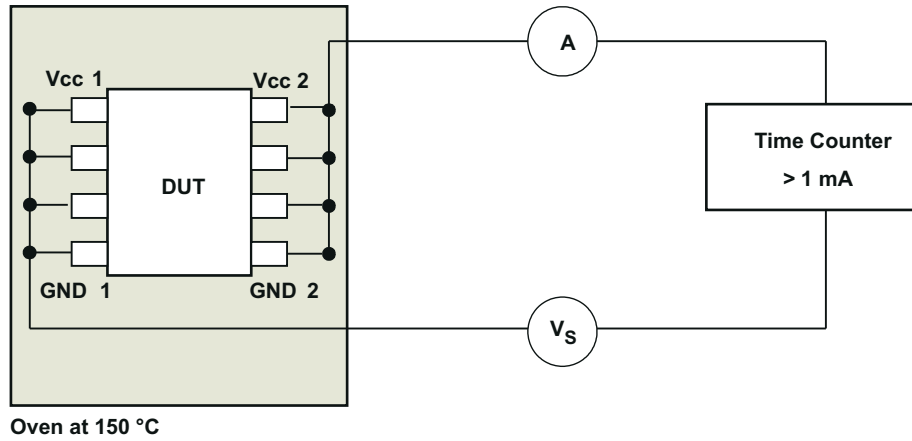 A
Vcc 1
Vcc 2
Time Counter
> 1 mA
DUT
GND 1
GND 2
VS
Oven at 150 °C